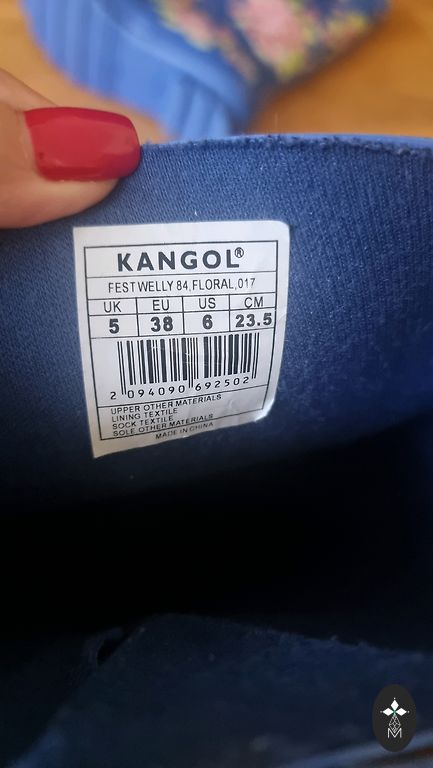 KANGOL®
FEST WELLY 84,FLORAL,017
UK EU US CM
5 38 6 23.5
2 094090 692502
UPPER OTHER MATERIALS
LINING TEXTILE
SOCK TEXTILE
SOLE OTHER MATERIALS
MADE IN CHINA
M